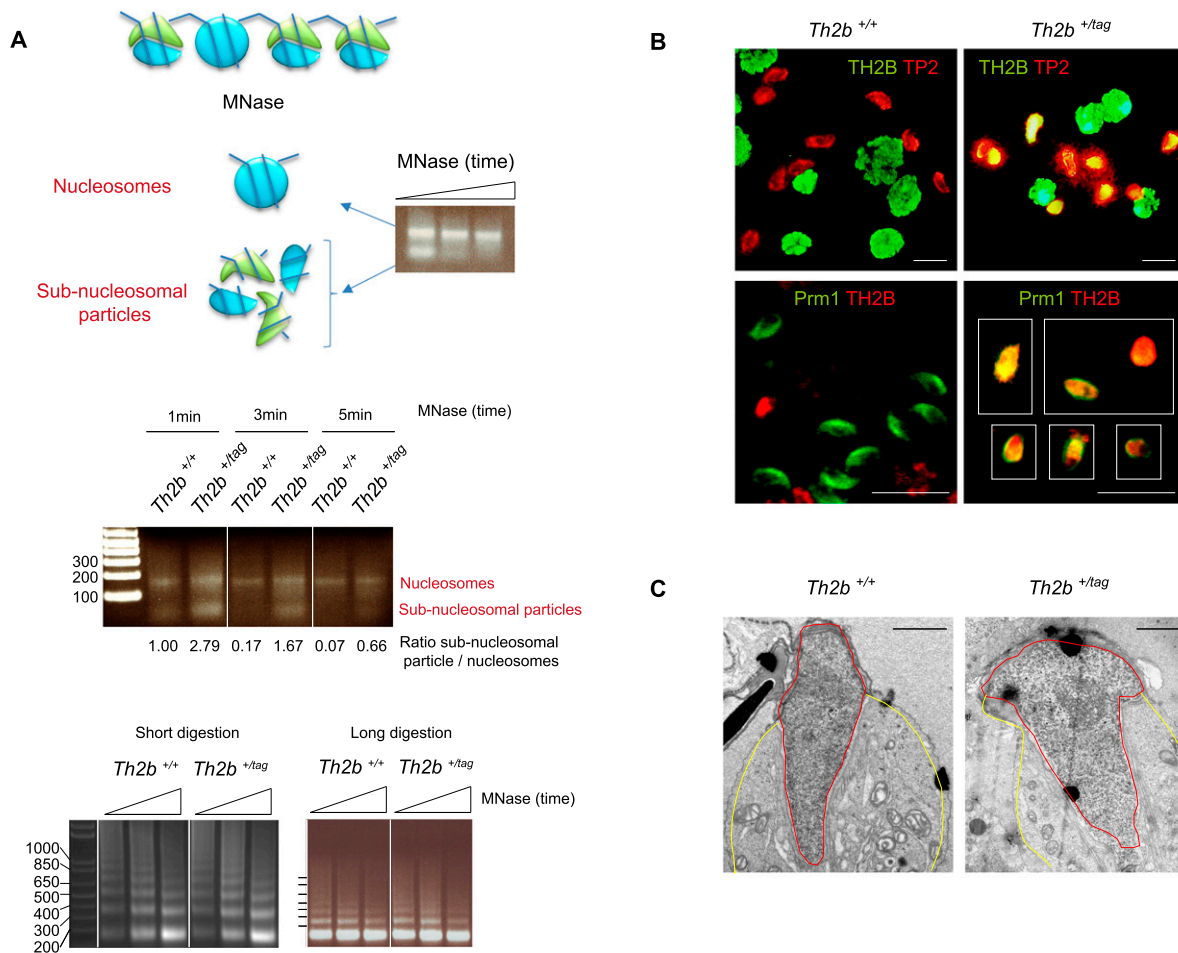 A
MNase
Nucleosomes
MNase (time)
Sub-nucleosomal
particles
1min 3min 5min MNase (time)
Th2b +/+ Th2b +/tag Th2b +/+ Th2b +/tag Th2b +/+ Th2b +/tag
300
200
100
Nucleosomes
Sub-nucleosomal particles
1.00 2.79 0.17 1.67 0.07 0.66
Ratio sub-nucleosomal
particle / nucleosomes
Short digestion Long digestion
Th2b +/+ Th2b +/tag Th2b +/+ Th2b +/tag
MNase (time)
1000
850
650
500
400
300
200
B
Th2b +/+ Th2b +/tag
TH2B TP2 TH2B TP2
Prm1 TH2B Prm1 TH2B
C
Th2b +/+ Th2b +/tag